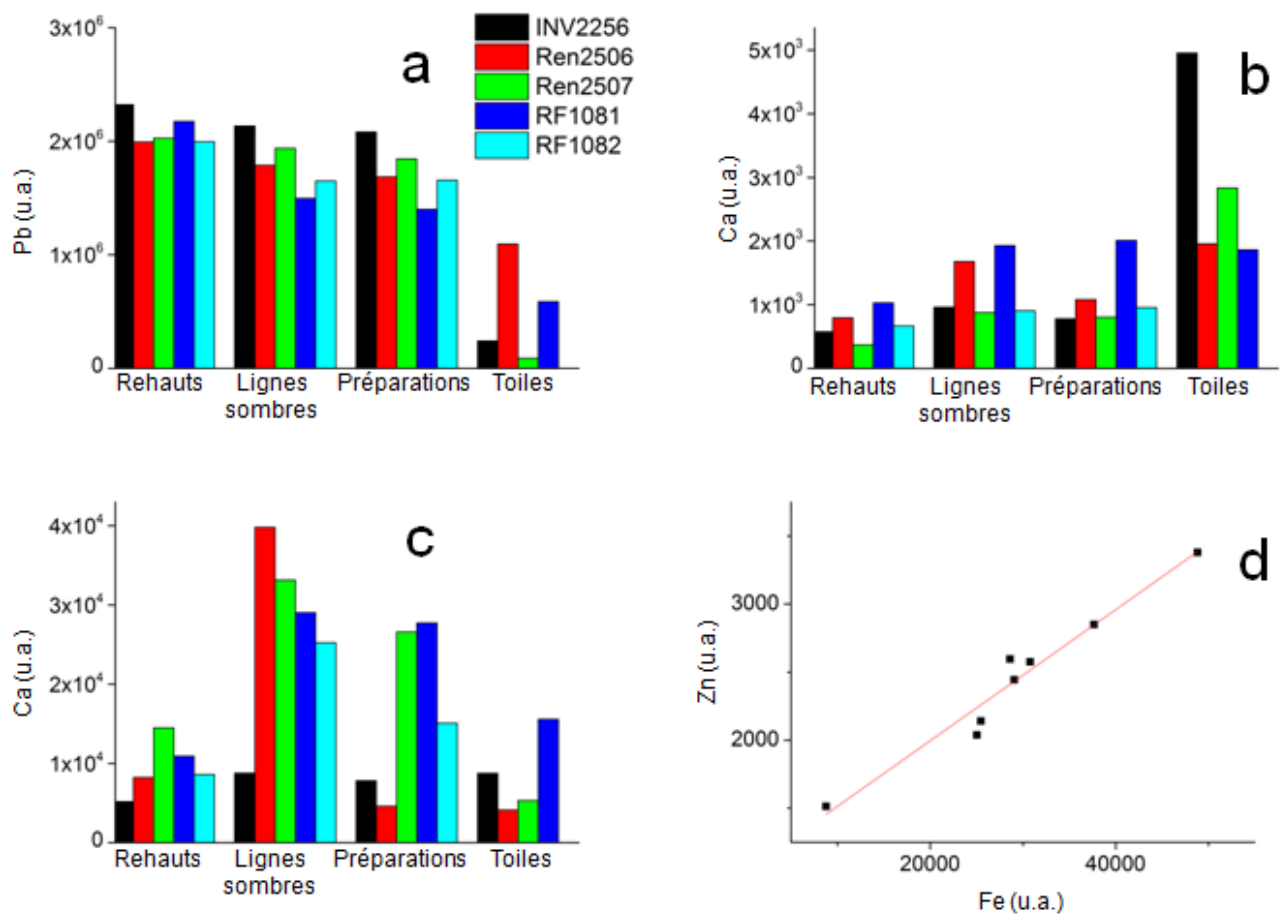 3x10⁶
2x10⁶
1x10⁶
0
Pb (u.a.)
a
INV2256
Ren2506
Ren2507
RF1081
RF1082
Rehauts
Lignes
sombres
Préparations
Toiles
5x10³
4x10³
3x10³
2x10³
1x10³
0
Ca (u.a.)
b
Rehauts
Lignes
sombres
Préparations
Toiles
4x10⁴
3x10⁴
2x10⁴
1x10⁴
0
Ca (u.a.)
c
Rehauts
Lignes
sombres
Préparations
Toiles
3000
2000
Zn (u.a.)
d
20000 40000
Fe (u.a.)